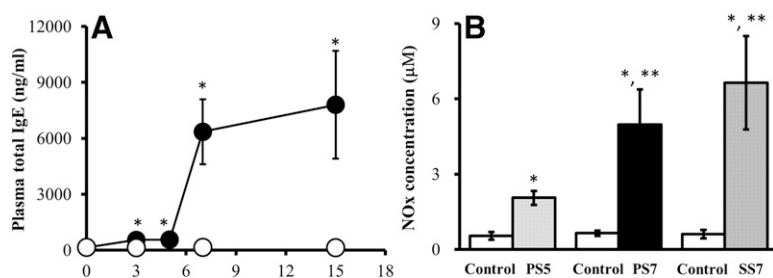 A
Plasma total IgE (ng/ml)
12000
9000
6000
3000
0
*
*
*
*
0 3 6 9 12 15 18
B
NOx concentration (μM)
9
6
3
0
*
*, **
*, **
Control PS5 Control PS7 Control SS7